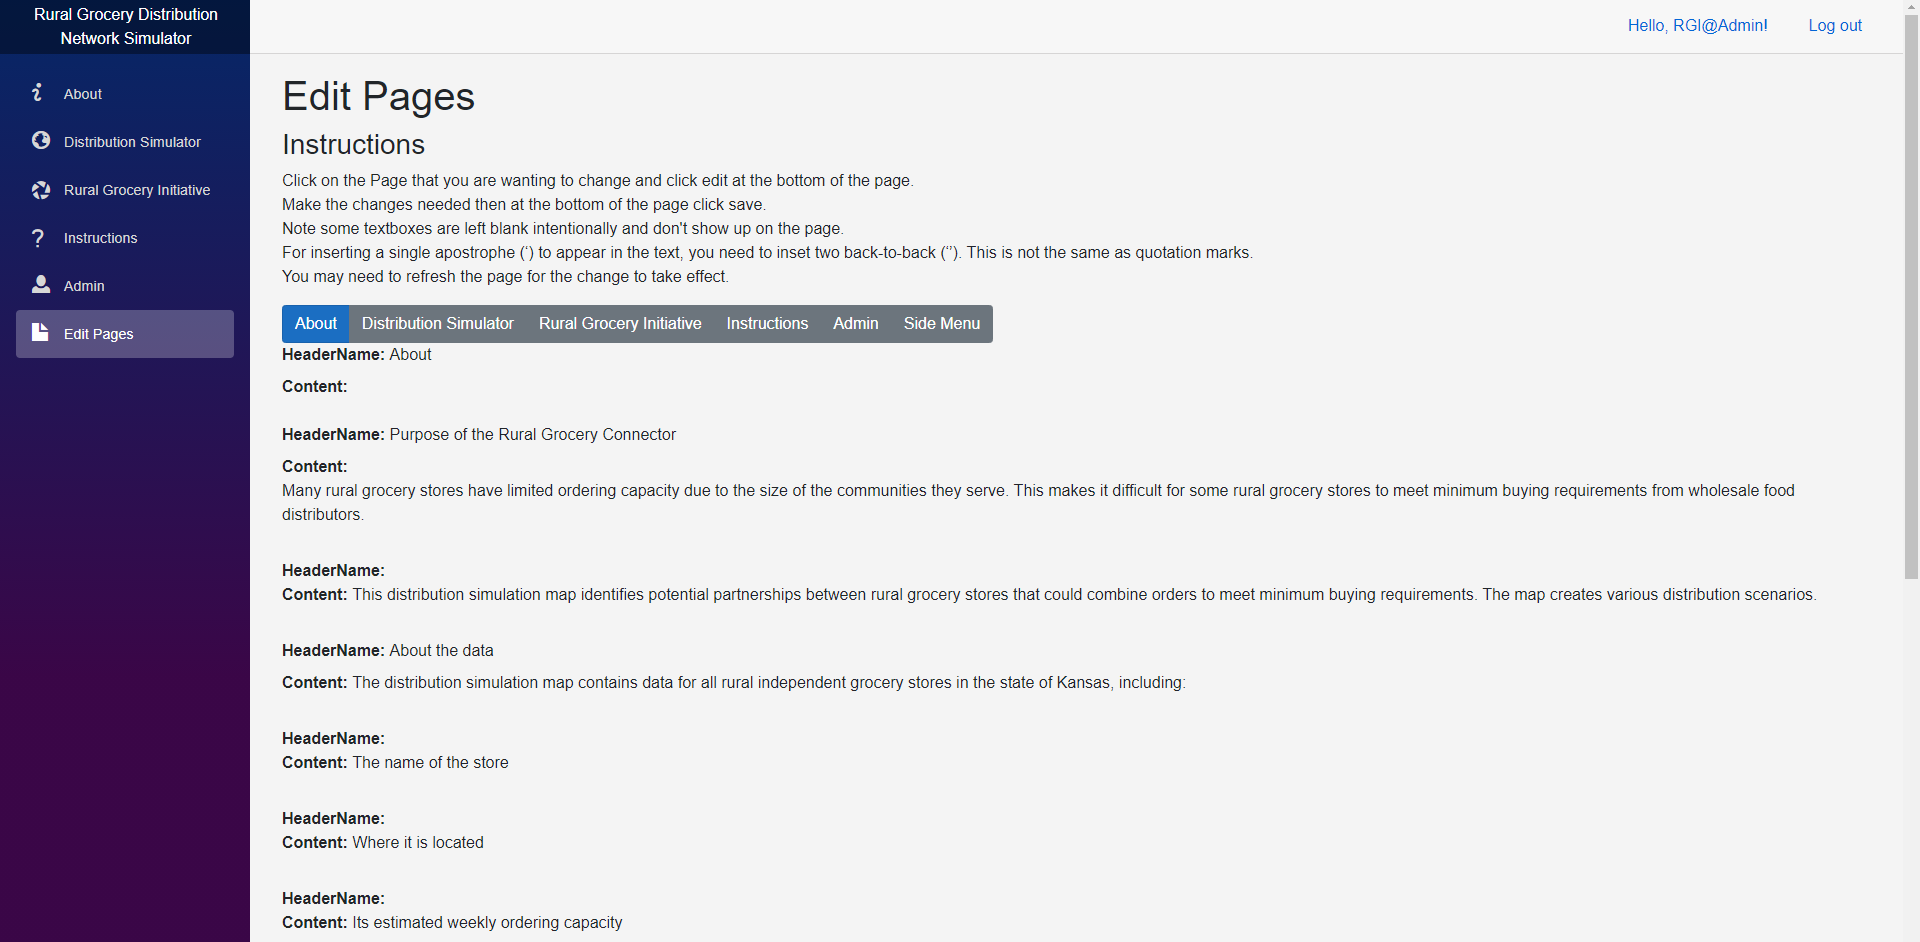 Rural Grocery Distribution
Network Simulator
Hello, RGI@Admin!
Log out
About
Distribution Simulator
Rural Grocery Initiative
Instructions
Admin
Edit Pages
Edit Pages
Instructions
Click on the Page that you are wanting to change and click edit at the bottom of the page.
Make the changes needed then at the bottom of the page click save.
Note some textboxes are left blank intentionally and don't show up on the page.
For inserting a single apostrophe (‘) to appear in the text, you need to inset two back-to-back (‘’). This is not the same as quotation marks.
You may need to refresh the page for the change to take effect.
About Distribution Simulator Rural Grocery Initiative Instructions Admin Side Menu
HeaderName: About
Content:
HeaderName: Purpose of the Rural Grocery Connector
Content:
Many rural grocery stores have limited ordering capacity due to the size of the communities they serve. This makes it difficult for some rural grocery stores to meet minimum buying requirements from wholesale food
distributors.
HeaderName:
Content: This distribution simulation map identifies potential partnerships between rural grocery stores that could combine orders to meet minimum buying requirements. The map creates various distribution scenarios.
HeaderName: About the data
Content: The distribution simulation map contains data for all rural independent grocery stores in the state of Kansas, including:
HeaderName:
Content: The name of the store
HeaderName:
Content: Where it is located
HeaderName:
Content: Its estimated weekly ordering capacity